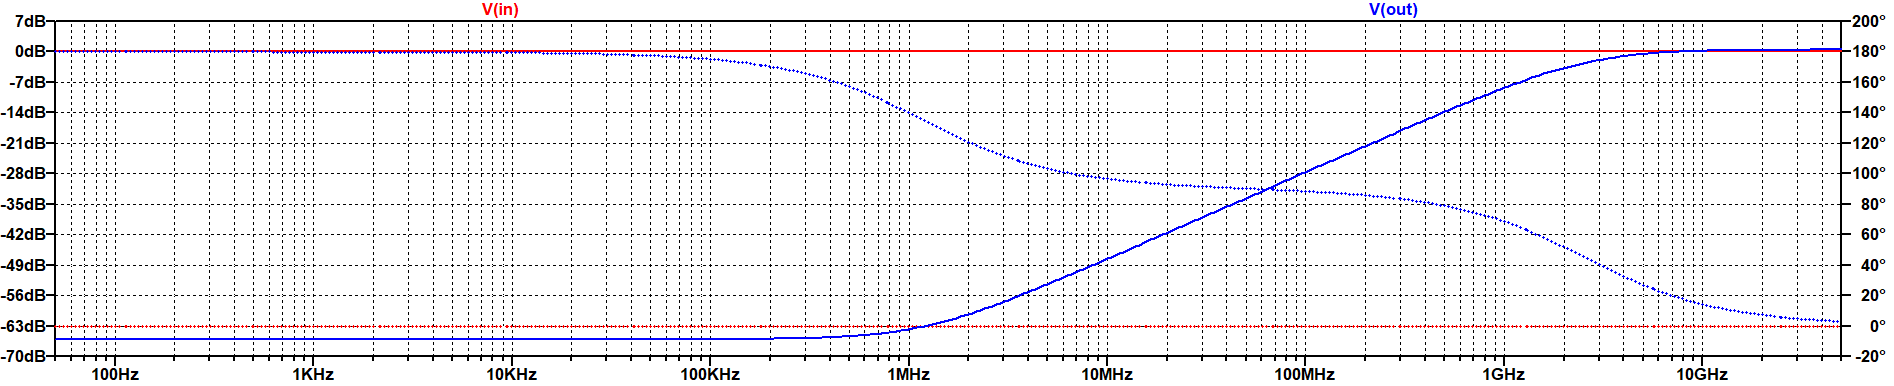 V(in) V(out)
7dB 200°
0dB 180°
-7dB 160°
-14dB 140°
-21dB 120°
-28dB 100°
-35dB 80°
-42dB 60°
-49dB 40°
-56dB 20°
-63dB 0°
-70dB -20°
100Hz 1KHz 10KHz 100KHz 1MHz 10MHz 100MHz 1GHz 10GHz